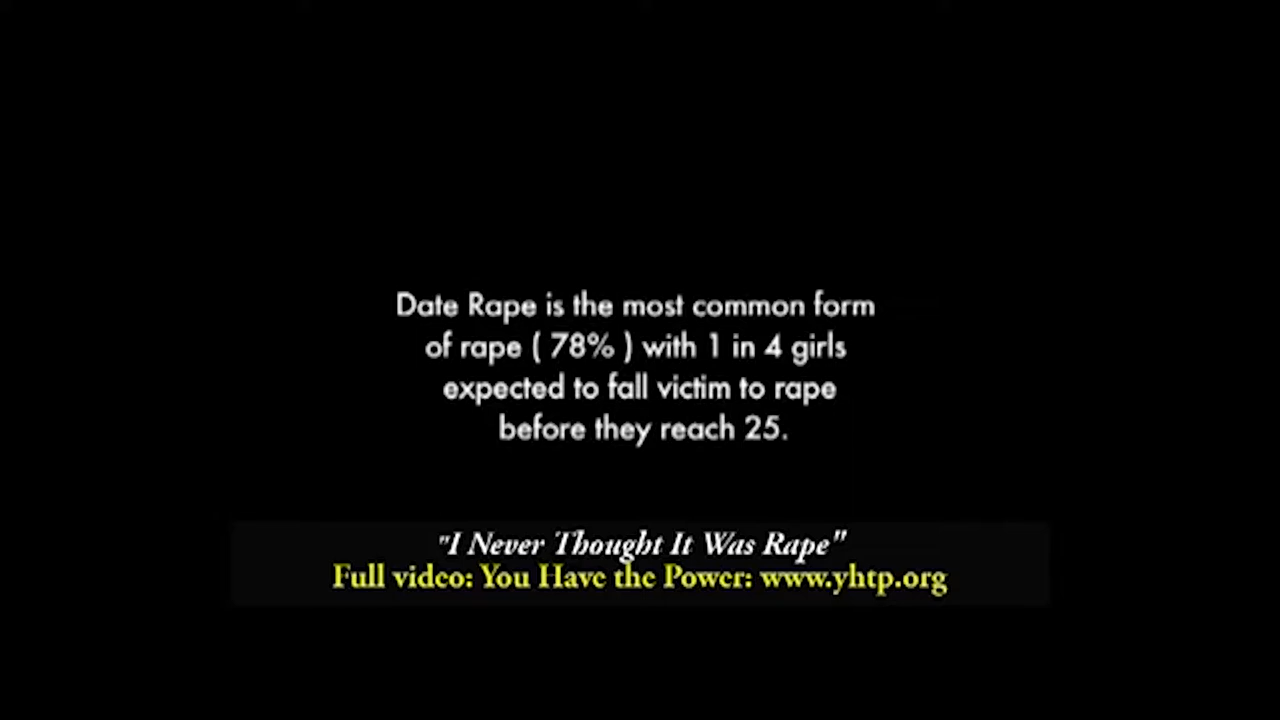 Date Rape is the most common form
of rape ( 78% ) with 1 in 4 girls
expected to fall victim to rape
before they reach 25.
"I Never Thought It Was Rape"
Full video: You Have the Power: www.yhtp.org